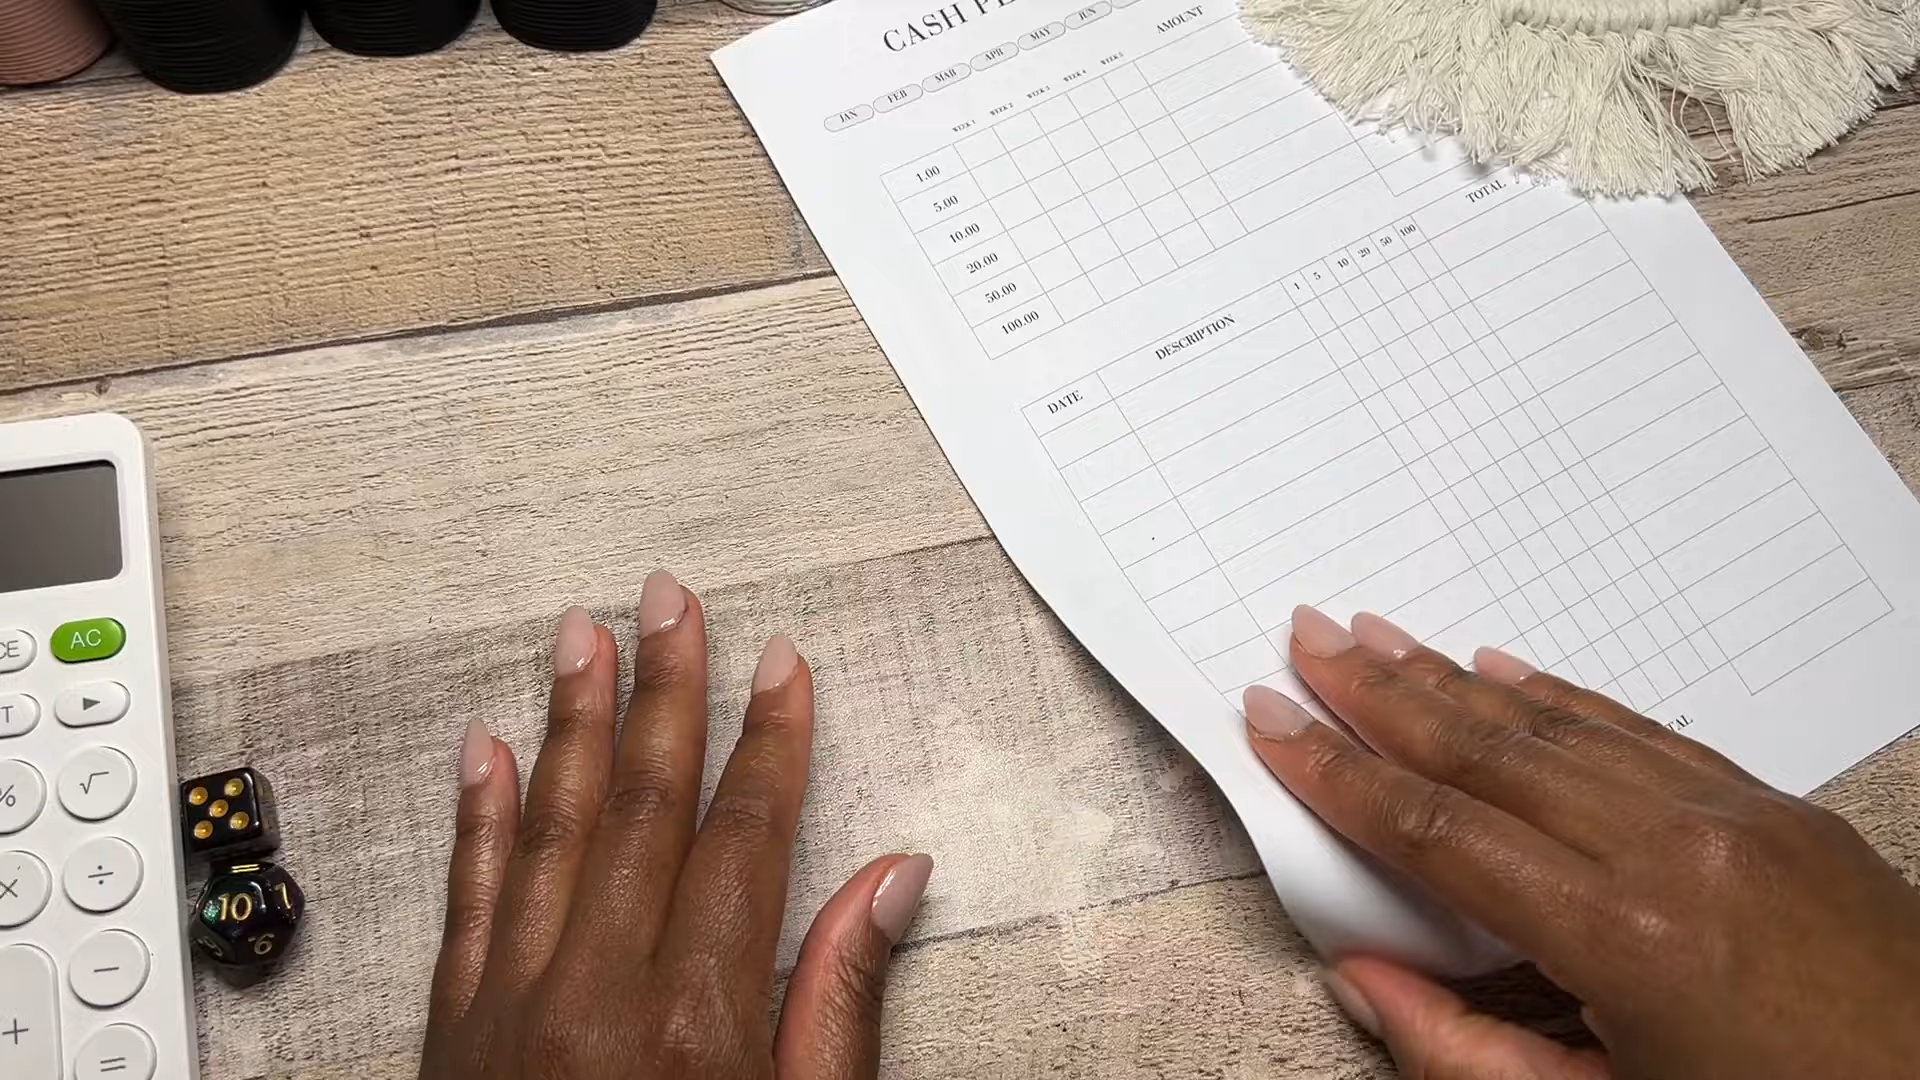 CASH
JAN FEB MAR APR MAY JUN
WEEK 1 WEEK 2 WEEK 3 WEEK 4 WEEK 5 AMOUNT
1.00
5.00
10.00
20.00
50.00
100.00
TOTAL
DATE DESCRIPTION 1 5 10 20 50 100
CE AC
%
√
×
÷
−
+
=
10